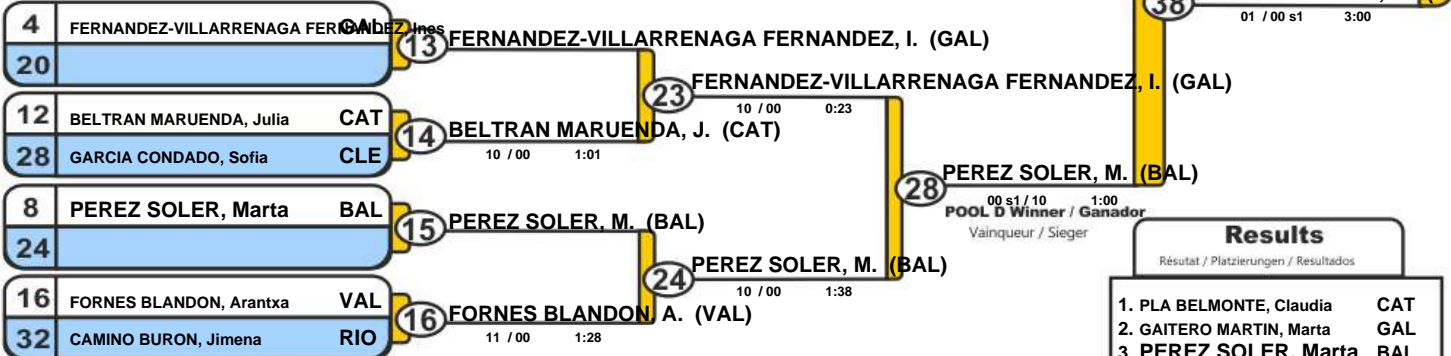 38
01 / 00 s1 3:00
4 FERNANDEZ-VILLARRENAGA FERNANDEZ, Ines GAL
20
13 FERNANDEZ-VILLARRENAGA FERNANDEZ, I. (GAL)
23 FERNANDEZ-VILLARRENAGA FERNANDEZ, I. (GAL)
10 / 00 0:23
12 BELTRAN MARUENDA, Julia CAT
28 GARCIA CONDADO, Sofia CLE
14 BELTRAN MARUENDA, J. (CAT)
10 / 00 1:01
28 PEREZ SOLER, M. (BAL)
00 s1 / 10 1:00
POOL D Winner / Ganador
Vainqueur / Sieger
8 PEREZ SOLER, Marta BAL
24
15 PEREZ SOLER, M. (BAL)
24 PEREZ SOLER, M. (BAL)
10 / 00 1:38
16 FORNES BLANDON, Arantxa VAL
32 CAMINO BURON, Jimena RIO
16 FORNES BLANDON, A. (VAL)
11 / 00 1:28
Results
Résutat / Platzierungen / Resultados
1. PLA BELMONTE, Claudia CAT
2. GAITERO MARTIN, Marta GAL
3. PEREZ SOLER, Marta BAL